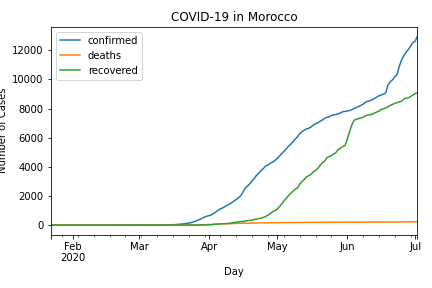 COVID-19 in Morocco
confirmed
deaths
recovered
12000
10000
8000
6000
4000
2000
0
Number of Cases
Feb
2020
Mar
Apr
May
Jun
Jul
Day